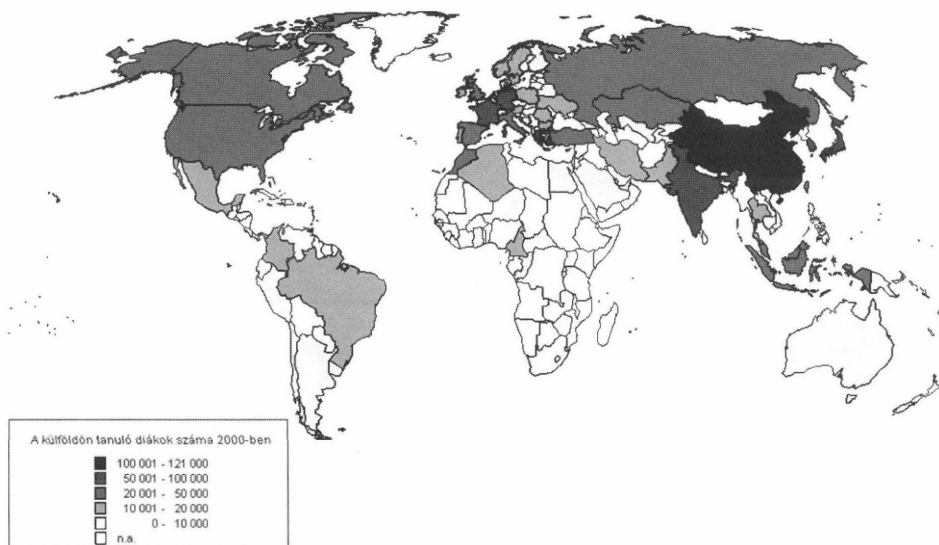 A külföldön tanuló diákok száma 2000-ben
100 001 - 121 000
50 001 - 100 000
20 001 - 50 000
10 001 - 20 000
0 - 10 000
n.a.